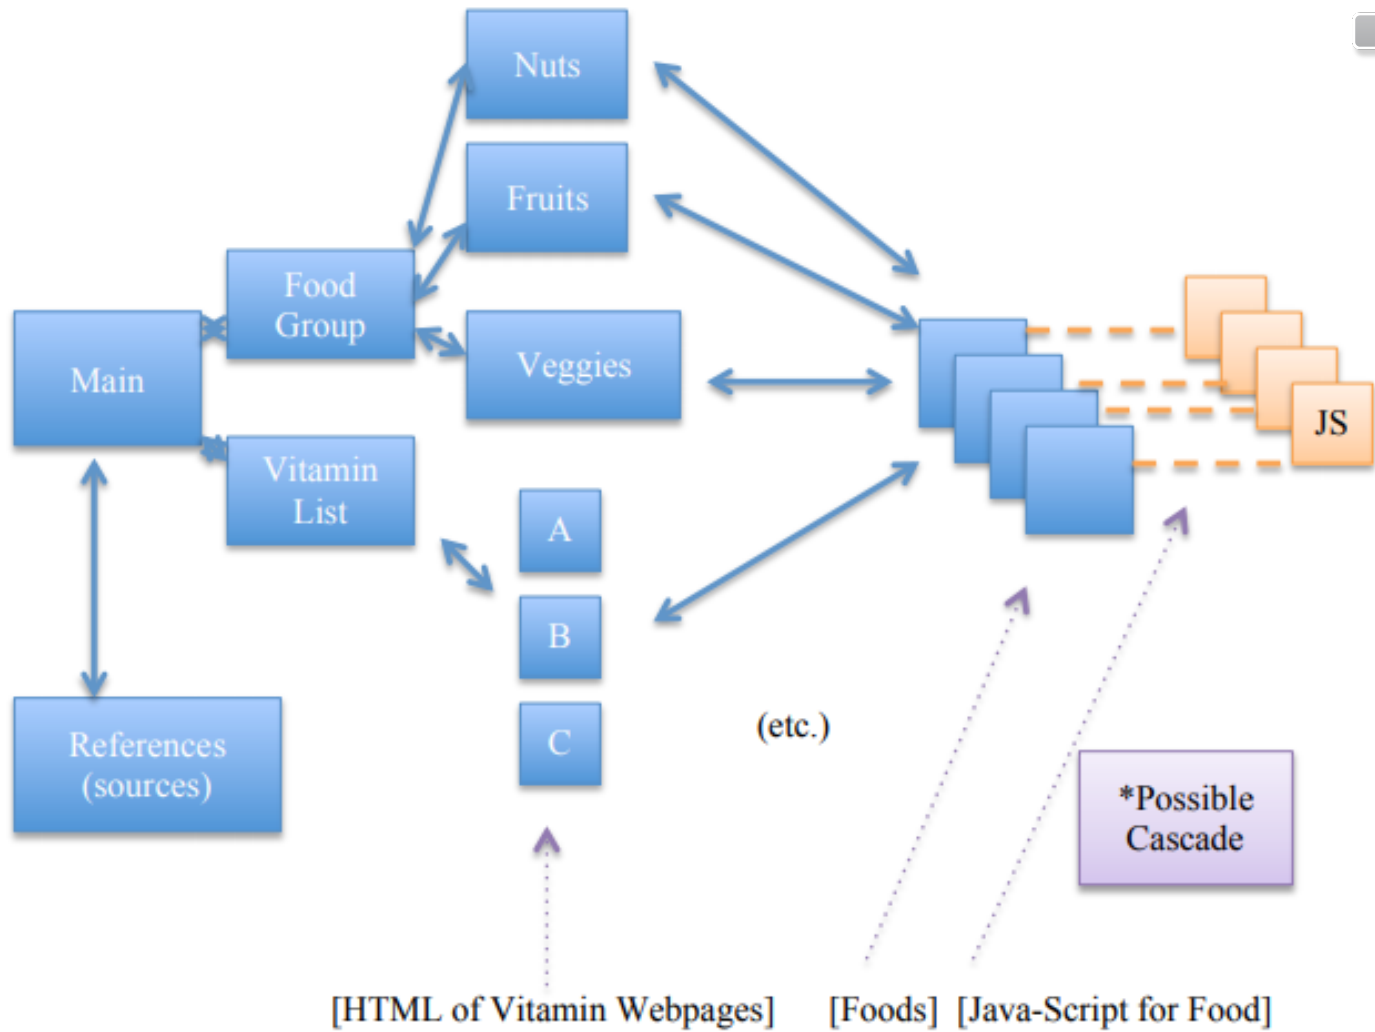 Nuts
Fruits
Food
Group
Main
Veggies
JS
Vitamin
List
A
B
C
References
(sources)
(etc.)
*Possible
Cascade
[HTML of Vitamin Webpages]
[Foods]
[Java-Script for Food]